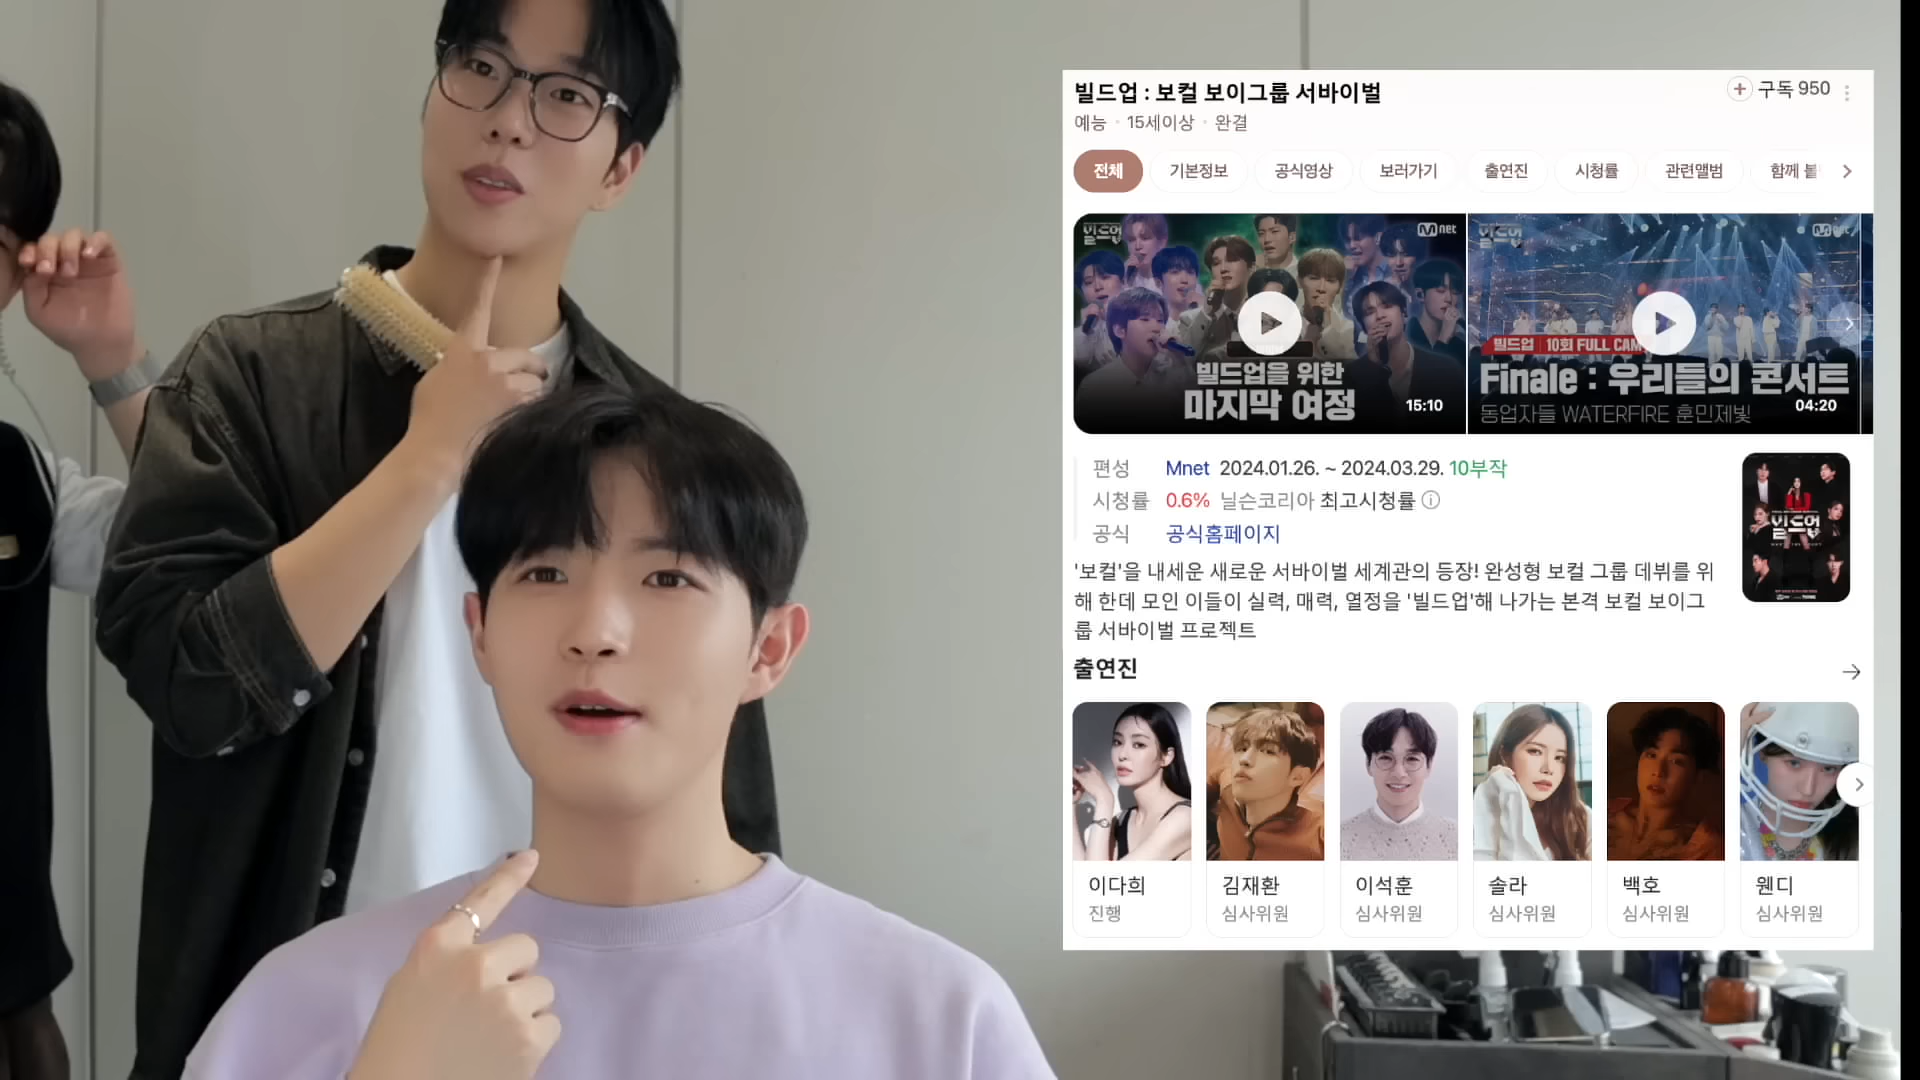 빌드업 : 보컬 보이그룹 서바이벌
구독 950
예능 · 15세이상 · 완결
전체 기본정보 공식영상 보러가기 출연진 시청률 관련앨범 함께 볼
빌드업
Mnet
빌드업을 위한
마지막 여정
15:10
빌드업
Mnet
빌드업 10회 FULL CAM
Finale : 우리들의 콘서트
동업자들 WATERFIRE 훈민제빛
04:20
편성 Mnet 2024.01.26. ~ 2024.03.29. 10부작
시청률 0.6% 닐슨코리아 최고시청률
공식 공식홈페이지
빌드업
'보컬'을 내세운 새로운 서바이벌 세계관의 등장! 완성형 보컬 그룹 데뷔를 위
해 한데 모인 이들이 실력, 매력, 열정을 '빌드업'해 나가는 본격 보컬 보이그
룹 서바이벌 프로젝트
출연진
이다희 김재환 이석훈 솔라 백호 웬디
진행 심사위원 심사위원 심사위원 심사위원 심사위원